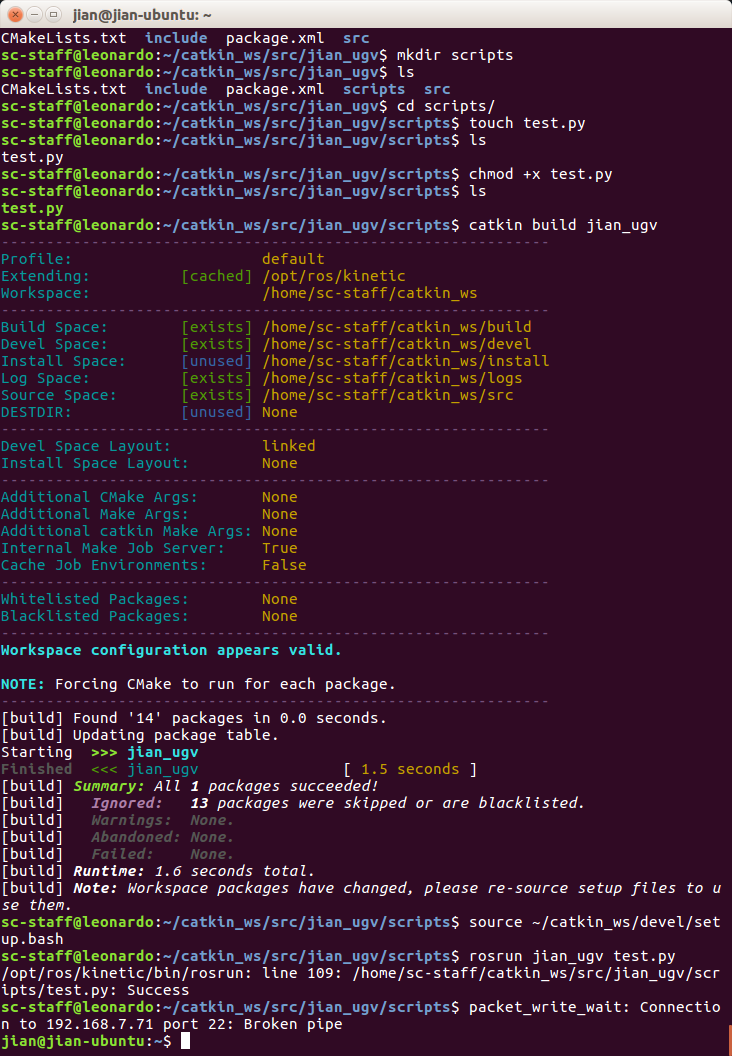 jian@jian-ubuntu: ~
CMakeLists.txt  include  package.xml  src
sc-staff@leonardo:~/catkin_ws/src/jian_ugv$ mkdir scripts
sc-staff@leonardo:~/catkin_ws/src/jian_ugv$ ls
CMakeLists.txt  include  package.xml  scripts  src
sc-staff@leonardo:~/catkin_ws/src/jian_ugv$ cd scripts/
sc-staff@leonardo:~/catkin_ws/src/jian_ugv/scripts$ touch test.py
sc-staff@leonardo:~/catkin_ws/src/jian_ugv/scripts$ ls
test.py
sc-staff@leonardo:~/catkin_ws/src/jian_ugv/scripts$ chmod +x test.py
sc-staff@leonardo:~/catkin_ws/src/jian_ugv/scripts$ ls
test.py
sc-staff@leonardo:~/catkin_ws/src/jian_ugv/scripts$ catkin build jian_ugv
-------------------------------------------------------------
Profile:                     default
Extending:          [cached] /opt/ros/kinetic
Workspace:                   /home/sc-staff/catkin_ws
-------------------------------------------------------------
Build Space:        [exists] /home/sc-staff/catkin_ws/build
Devel Space:        [exists] /home/sc-staff/catkin_ws/devel
Install Space:      [unused] /home/sc-staff/catkin_ws/install
Log Space:          [exists] /home/sc-staff/catkin_ws/logs
Source Space:       [exists] /home/sc-staff/catkin_ws/src
DESTDIR:            [unused] None
-------------------------------------------------------------
Devel Space Layout:          linked
Install Space Layout:        None
-------------------------------------------------------------
Additional CMake Args:       None
Additional Make Args:        None
Additional catkin Make Args: None
Internal Make Job Server:    True
Cache Job Environments:      False
-------------------------------------------------------------
Whitelisted Packages:        None
Blacklisted Packages:        None
-------------------------------------------------------------
Workspace configuration appears valid.
NOTE: Forcing CMake to run for each package.
-------------------------------------------------------------
[build] Found '14' packages in 0.0 seconds.
[build] Updating package table.
Starting  >>> jian_ugv
Finished  <<< jian_ugv                [ 1.5 seconds ]
[build] Summary: All 1 packages succeeded!
[build]   Ignored:   13 packages were skipped or are blacklisted.
[build]   Warnings:  None.
[build]   Abandoned: None.
[build]   Failed:    None.
[build] Runtime: 1.6 seconds total.
[build] Note: Workspace packages have changed, please re-source setup files to u
se them.
sc-staff@leonardo:~/catkin_ws/src/jian_ugv/scripts$ source ~/catkin_ws/devel/set
up.bash
sc-staff@leonardo:~/catkin_ws/src/jian_ugv/scripts$ rosrun jian_ugv test.py
/opt/ros/kinetic/bin/rosrun: line 109: /home/sc-staff/catkin_ws/src/jian_ugv/scr
ipts/test.py: Success
sc-staff@leonardo:~/catkin_ws/src/jian_ugv/scripts$ packet_write_wait: Connectio
n to 192.168.7.71 port 22: Broken pipe
jian@jian-ubuntu:~$